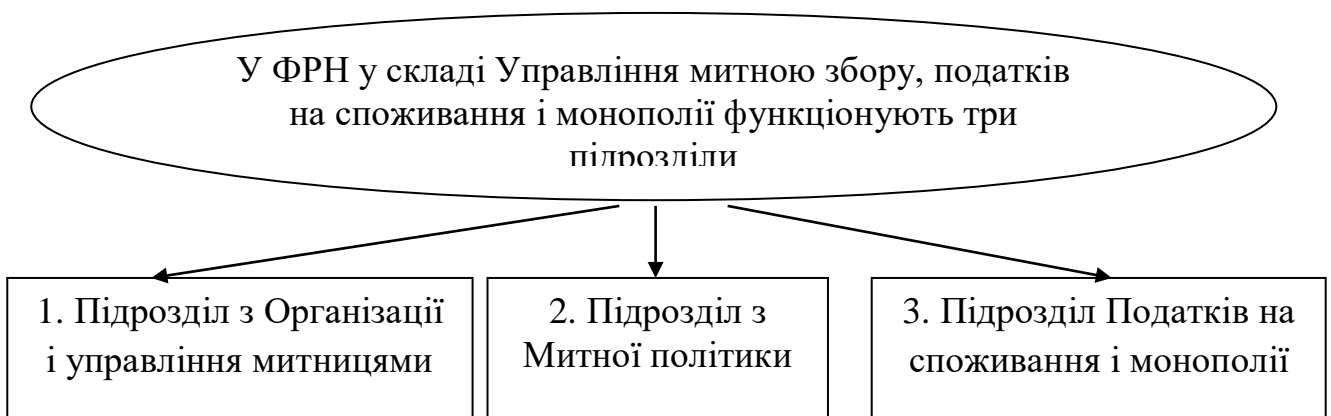 У ФРН у складі Управління митною збору, податків
на споживання і монополії функціонують три
підрозділи
1. Підрозділ з Організації
і управління митницями
2. Підрозділ з
Митної політики
3. Підрозділ Податків на
споживання і монополії